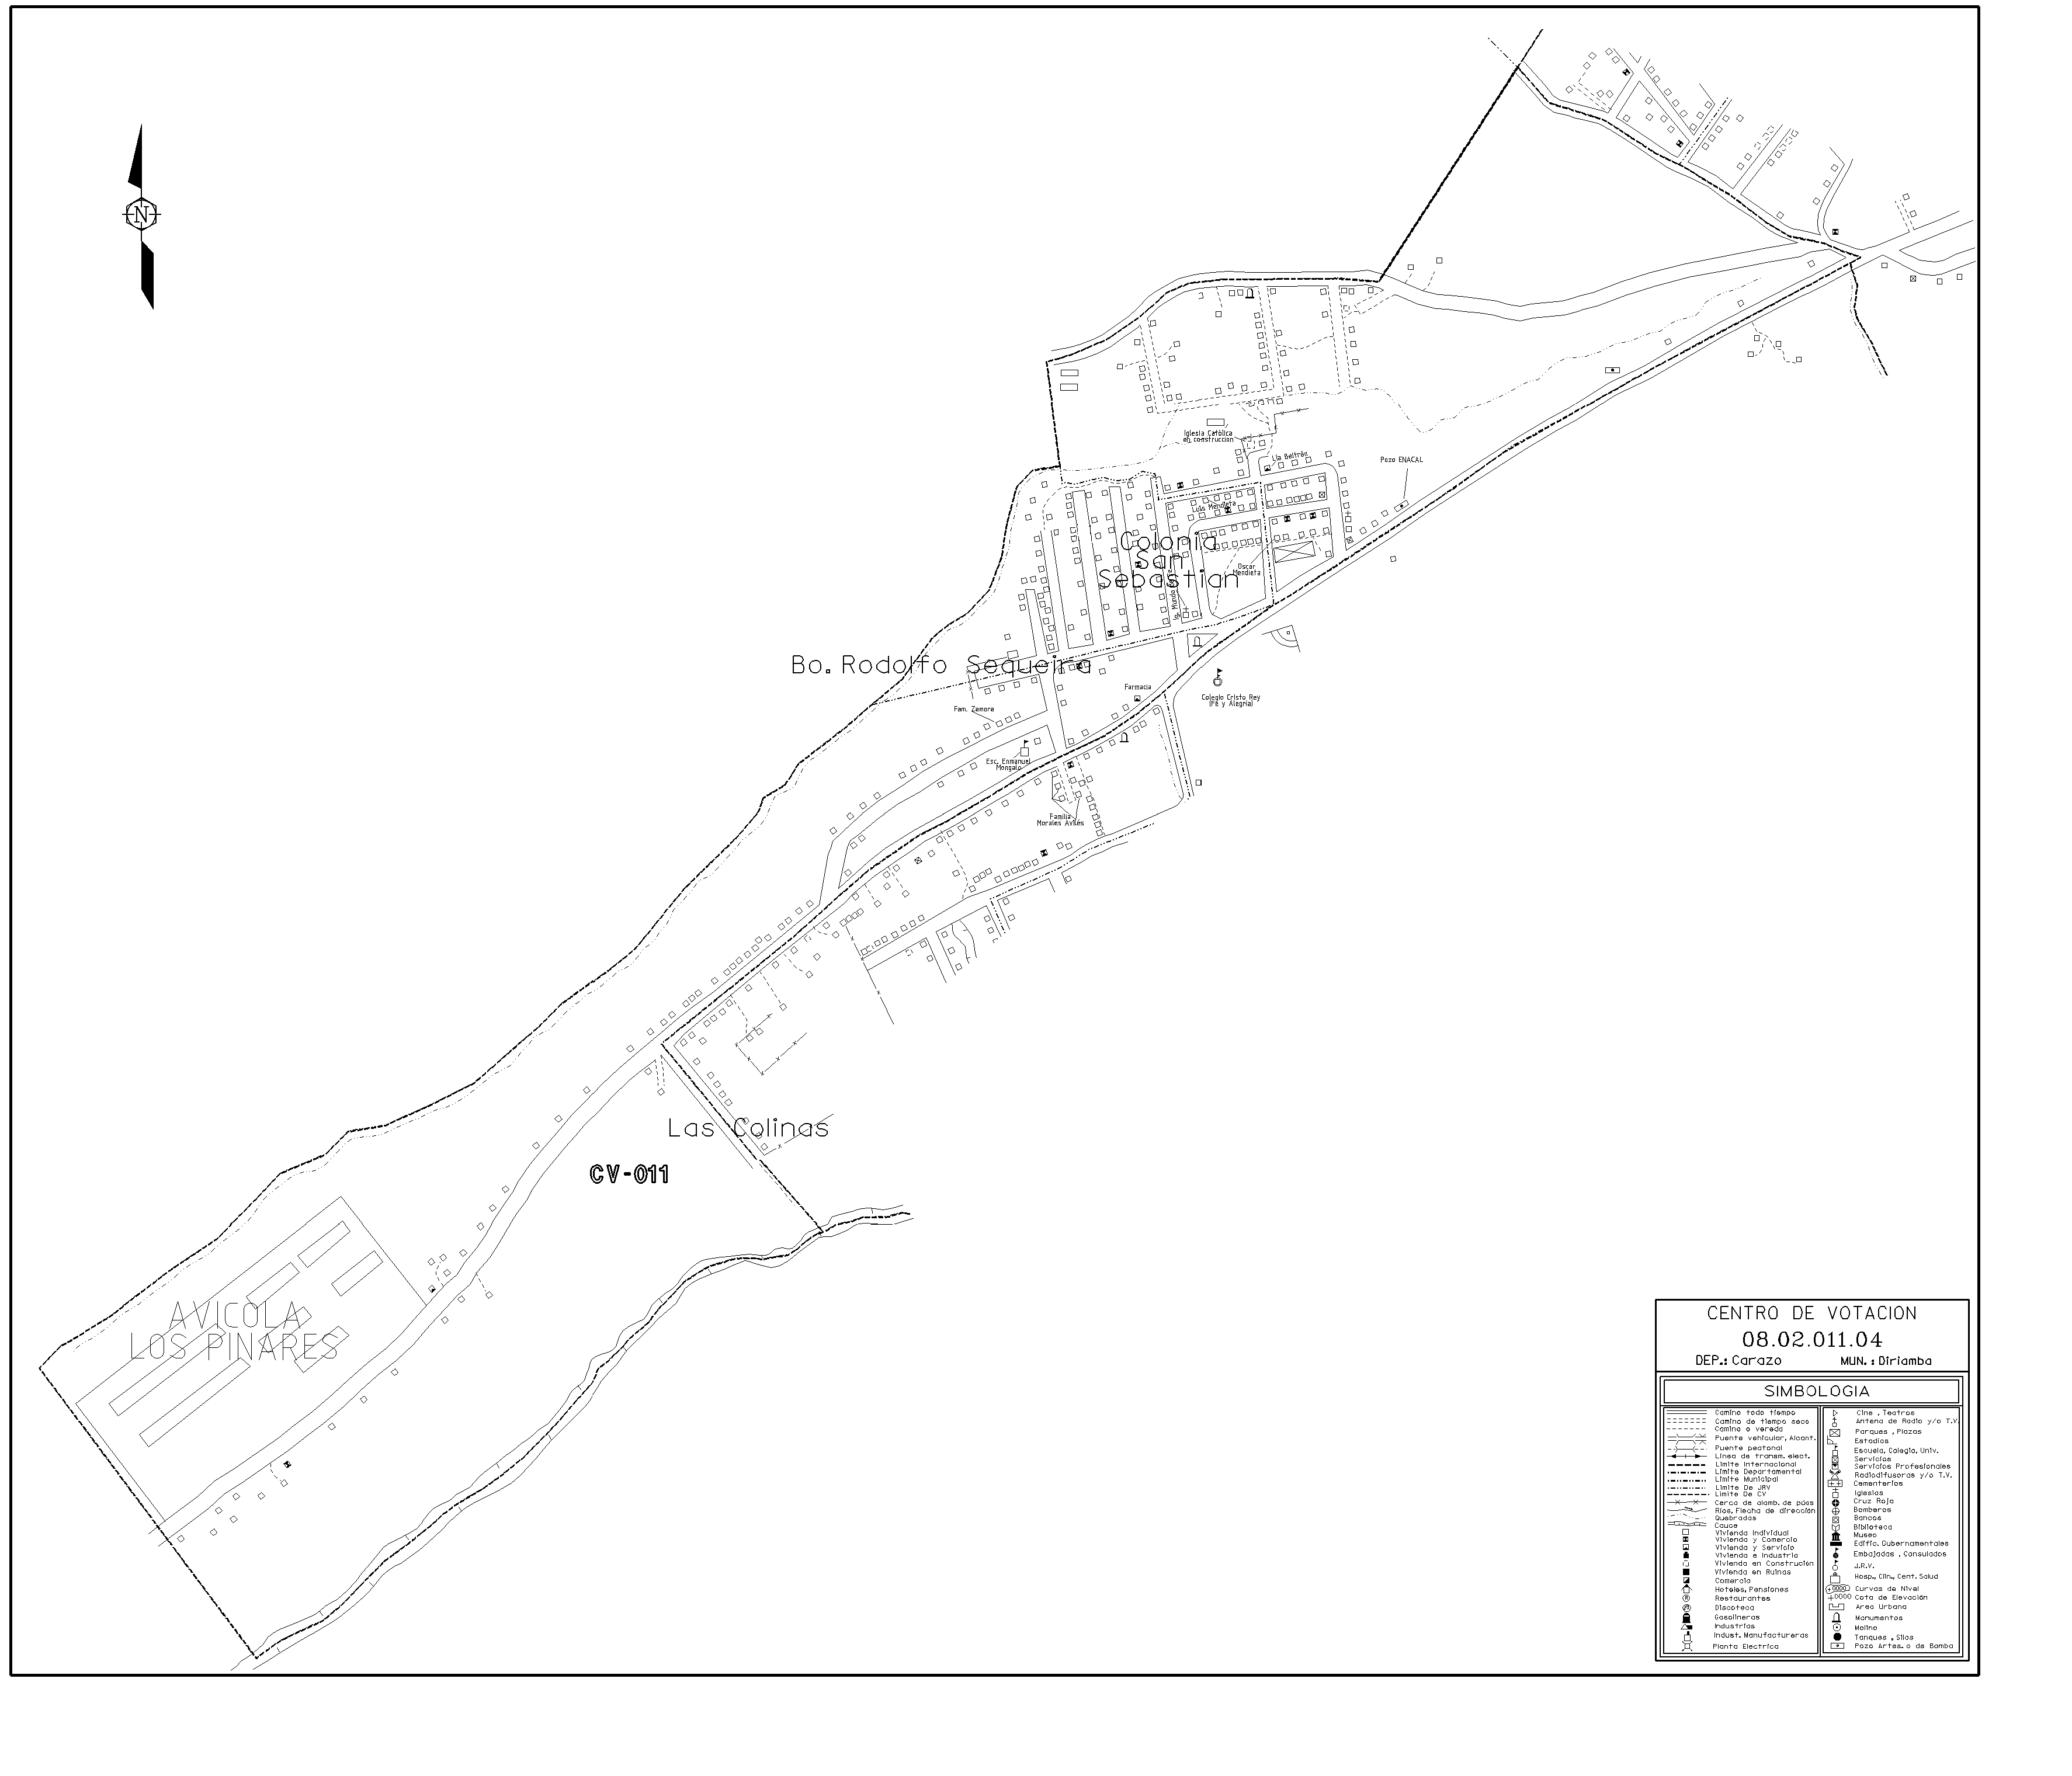 N
Iglesia Católica
en construcción
Lía Beltrán
Pozo ENACAL
Luis Mendieta
Colonia
San
Sebastian
Oscar
Mendieta
Bo. Rodolfo Sequeira
Farmacia
Colegio Cristo Rey
(Fé y Alegría)
Fam. Zamora
Esc. Enmanuel
Mongalo
Familia
Morales Avilés
Las Colinas
CV-011
AVICOLA
LOS PINARES
CENTRO DE VOTACION
08.02.011.04
DEP.: Carazo MUN.: Diriamba
SIMBOLOGIA
Camino todo tiempo
Camino de tiempo seco
Camino o vereda
Puente vehicular, Alcant.
Puente peatonal
Línea de transm. elect.
Limite Internacional
Limite Departamental
Limite Municipal
Limite De JRV
Limite De CV
Cerca de alamb. de púas
Ríos, Flecha de dirección
Quebradas
Cauce
Vivienda Individual
Vivienda y Comercio
Vivienda y Servicio
Vivienda e Industria
Vivienda en Construción
Vivienda en Ruinas
Comercio
Hoteles, Pensiones
Restaurantes
Discoteca
Gasolineras
Industrias
Indust. Manufactureras
Planta Electrica
Cine , Teatros
Antena de Radio y/o T.V.
Parques , Plazas
Estadios
Escuela, Colegio, Univ.
Servicios
Servicios Profesionales
Radiodifusoras y/o T.V.
Cementerios
Iglesias
Cruz Roja
Bomberos
Bancos
Biblioteca
Museo
Edific. Gubernamentales
Embajadas , Consulados
J.R.V.
Hosp., Clin., Cent. Salud
Curvas de Nivel
Cota de Elevación
Area Urbana
Monumentos
Molino
Tanques , Silos
Pozo Artes. o de Bomba